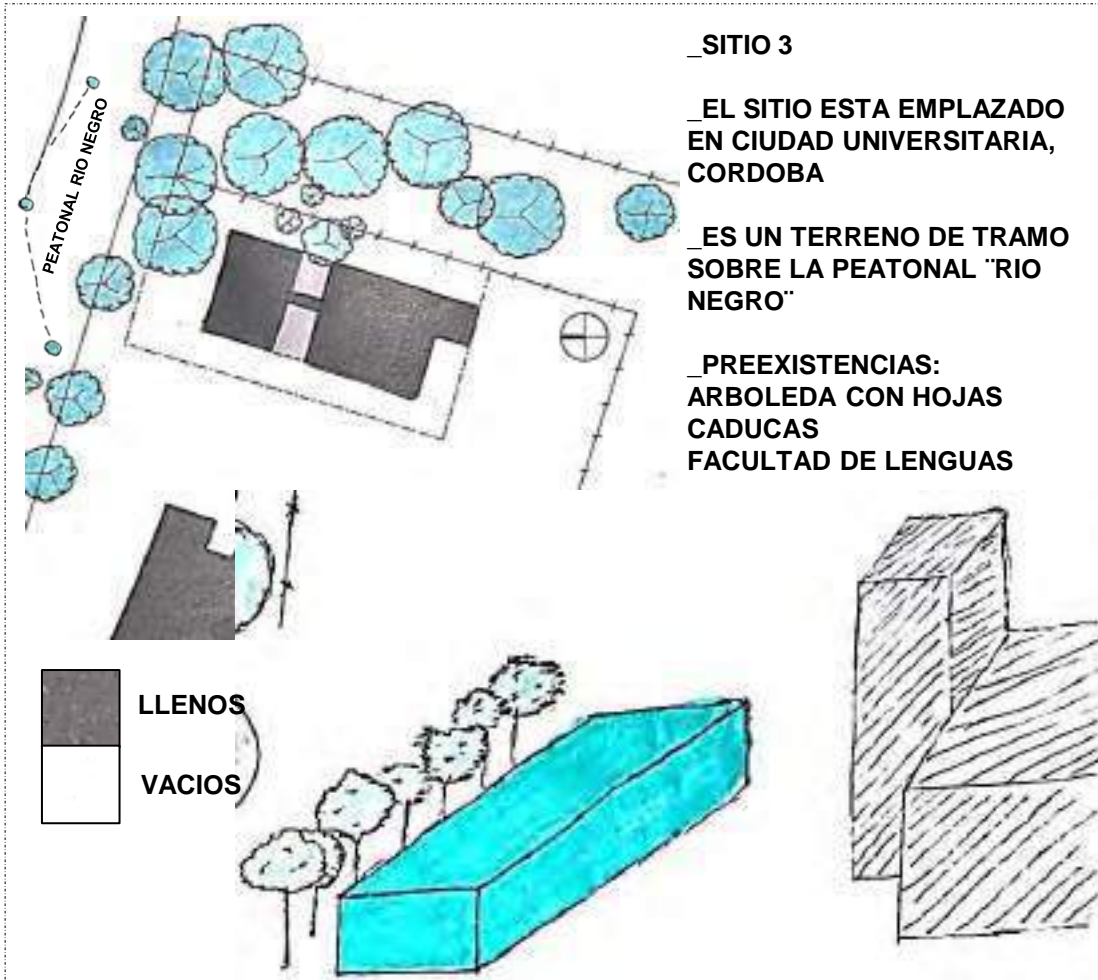 _SITIO 3
_EL SITIO ESTA EMPLAZADO
EN CIUDAD UNIVERSITARIA,
CORDOBA
_ES UN TERRENO DE TRAMO
SOBRE LA PEATONAL ¨RIO
NEGRO¨
_PREEXISTENCIAS:
ARBOLEDA CON HOJAS
CADUCAS
FACULTAD DE LENGUAS
PEATONAL RIO NEGRO
LLENOS
VACIOS